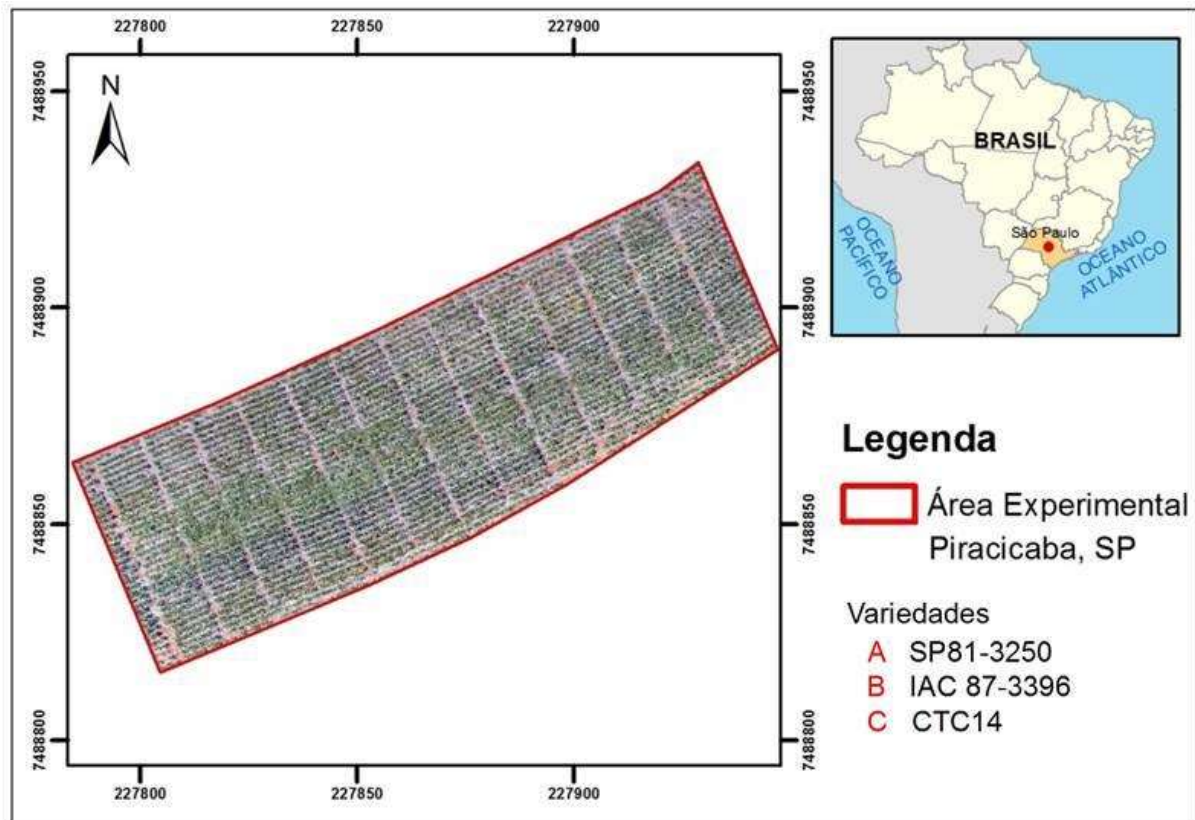 227800
227850
227900
7488950
7488900
7488850
7488800
N
7488950
7488900
7488850
7488800
227800
227850
227900
BRASIL
São Paulo
OCEANO
PACÍFICO
OCEANO
ATLÂNTICO
Legenda
Área Experimental
Piracicaba, SP
Variedades
A SP81-3250
B IAC 87-3396
C CTC14